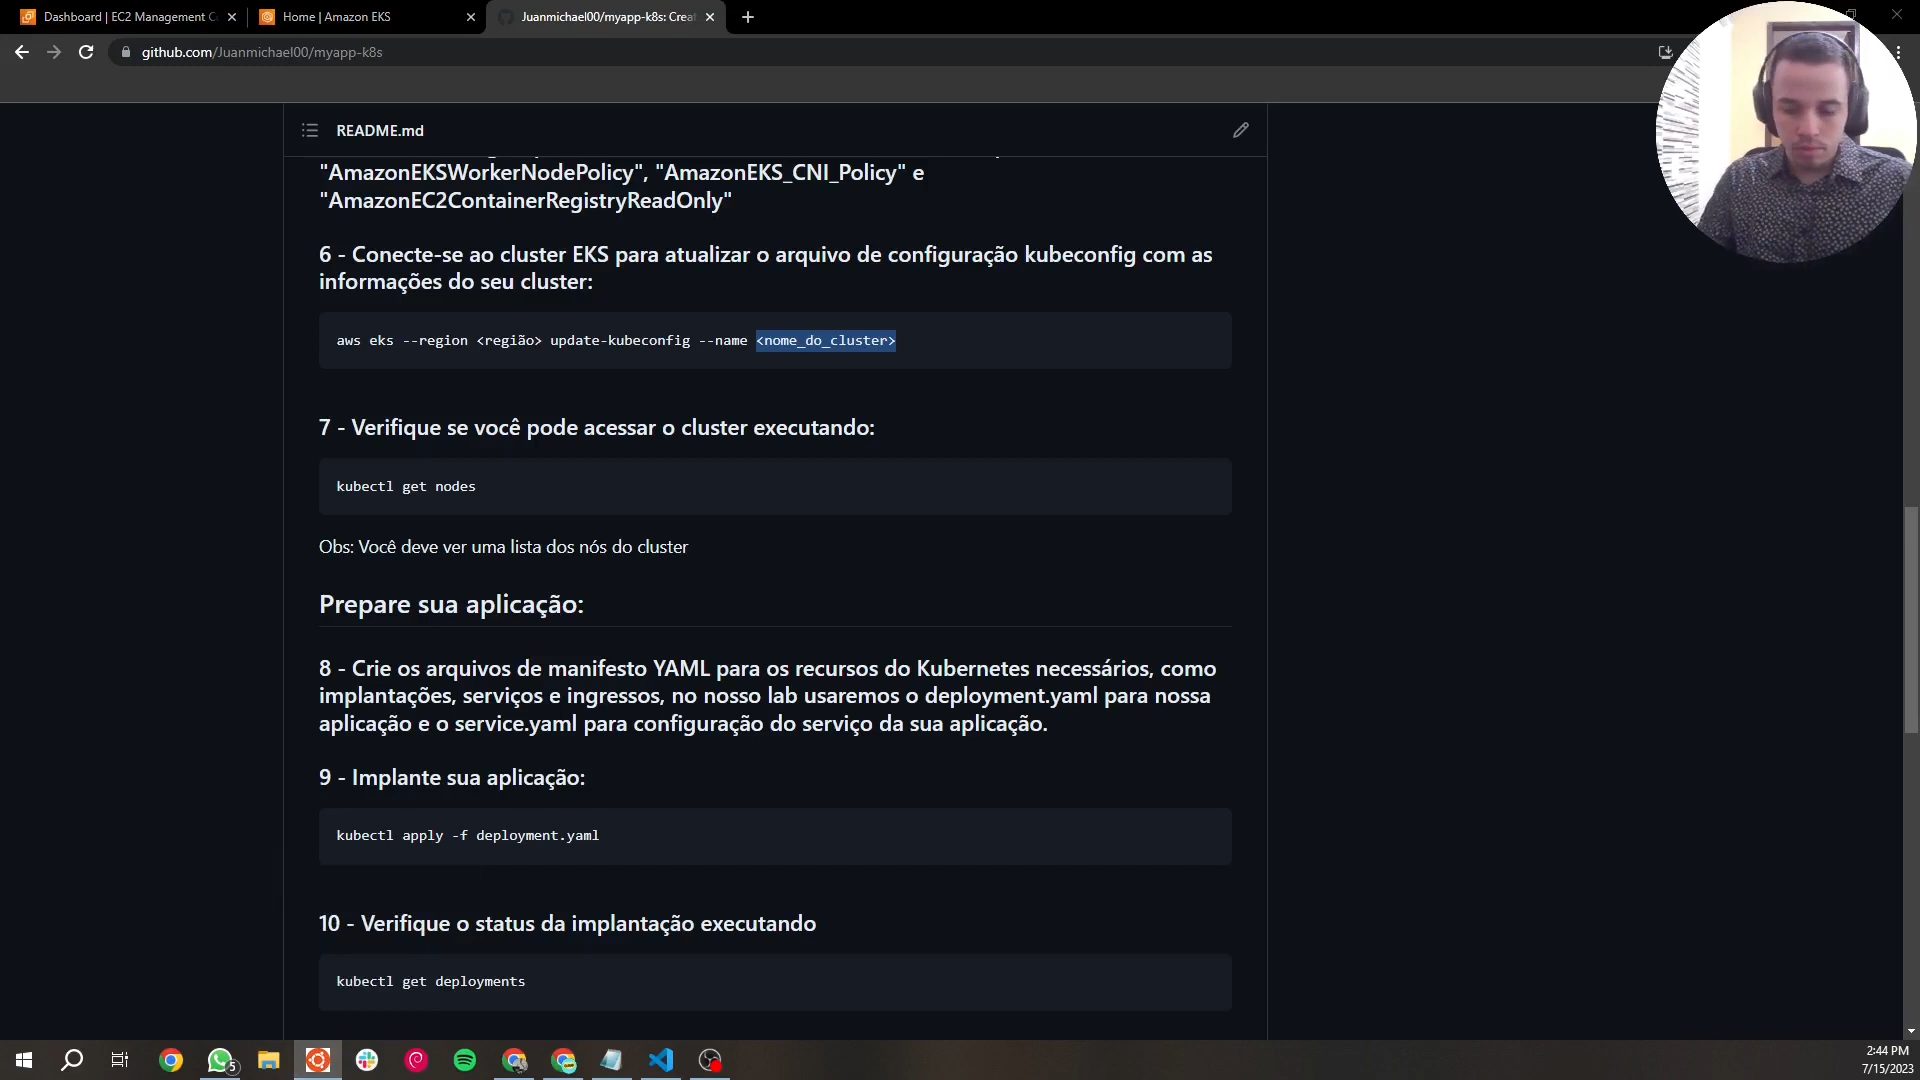 Dashboard | EC2 Management C
Home | Amazon EKS
Juanmichael00/myapp-k8s: Crea
github.com/Juanmichael00/myapp-k8s
README.md
"AmazonEKSWorkerNodePolicy", "AmazonEKS_CNI_Policy" e
"AmazonEC2ContainerRegistryReadOnly"
6 - Conecte-se ao cluster EKS para atualizar o arquivo de configuração kubeconfig com as
informações do seu cluster:
aws eks --region <região> update-kubeconfig --name <nome_do_cluster>
7 - Verifique se você pode acessar o cluster executando:
kubectl get nodes
Obs: Você deve ver uma lista dos nós do cluster
Prepare sua aplicação:
8 - Crie os arquivos de manifesto YAML para os recursos do Kubernetes necessários, como
implantações, serviços e ingressos, no nosso lab usaremos o deployment.yaml para nossa
aplicação e o service.yaml para configuração do serviço da sua aplicação.
9 - Implante sua aplicação:
kubectl apply -f deployment.yaml
10 - Verifique o status da implantação executando
kubectl get deployments
5
2:44 PM
7/15/2023